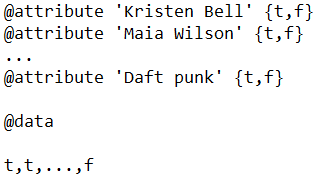 @attribute 'Kristen Bell' {t,f}
@attribute 'Maia Wilson' {t,f}
...
@attribute 'Daft punk' {t,f}
@data
t,t,...,f